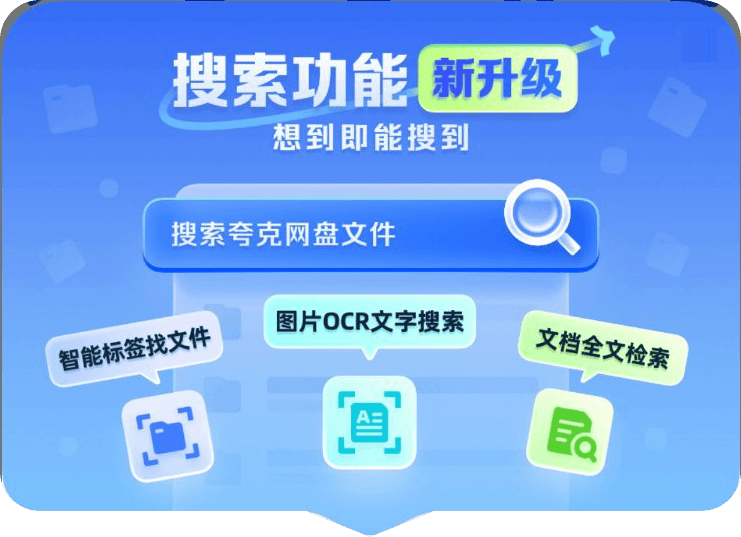 搜索功能 新升级
想到即能搜到
搜索夸克网盘文件
智能标签找文件
图片OCR文字搜索
文档全文检索
A